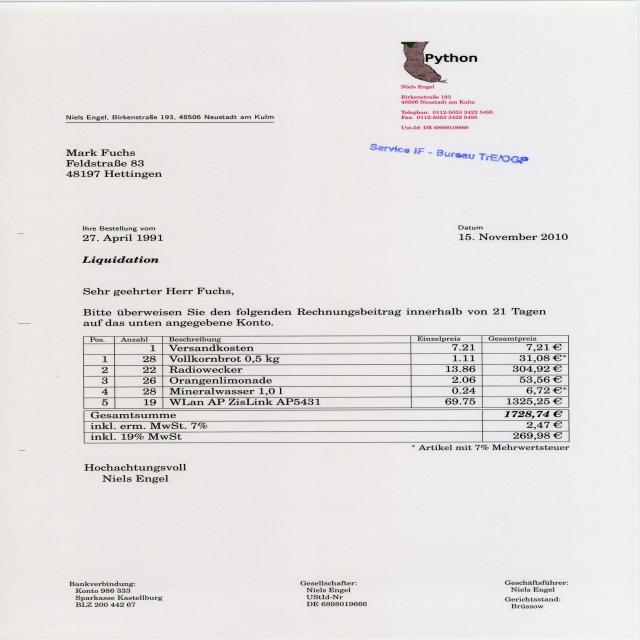 Python
Niels Engel
Birkenstraße 193
48506 Neustadt am Kulm
Telephon. 0112-5053 3422 5495
Fax: 0112-5053 3422 5495
Ust-Id: DE 6898019666
Niels Engel, Birkenstraße 193, 48506 Neustadt am Kulm
Service IF - Bureau TrE/OGP
Mark Fuchs
Feldstraße 83
48197 Hettingen
Ihre Bestellung vom Datum
27. April 1991 15. November 2010
Liquidation
Sehr geehrter Herr Fuchs,
Bitte überweisen Sie den folgenden Rechnungsbeitrag innerhalb von 21 Tagen
auf das unten angegebene Konto.
Pos. Anzahl Beschreibung Einzelpreis Gesamtpreis
1 Versandkosten 7.21 7,21 €
1 28 Vollkornbrot 0,5 kg 1.11 31,08 €*
2 22 Radiowecker 13.86 304,92 €
3 26 Orangenlimonade 2.06 53,56 €
4 28 Mineralwasser 1,0 l 0.24 6,72 €*
5 19 WLan AP ZisLink AP5431 69.75 1325,25 €
Gesamtsumme 1728,74 €
inkl. erm. MwSt. 7% 2,47 €
inkl. 19% MwSt 269,98 €
* Artikel mit 7% Mehrwertsteuer
Hochachtungsvoll
Niels Engel
Bankverbindung:
Konto 986 333
Sparkasse Kastellburg
BLZ 200 442 67
Gesellschafter:
Niels Engel
UStId-Nr
DE 6898019666
Geschäftsführer:
Niels Engel
Gerichtsstand:
Brüssow